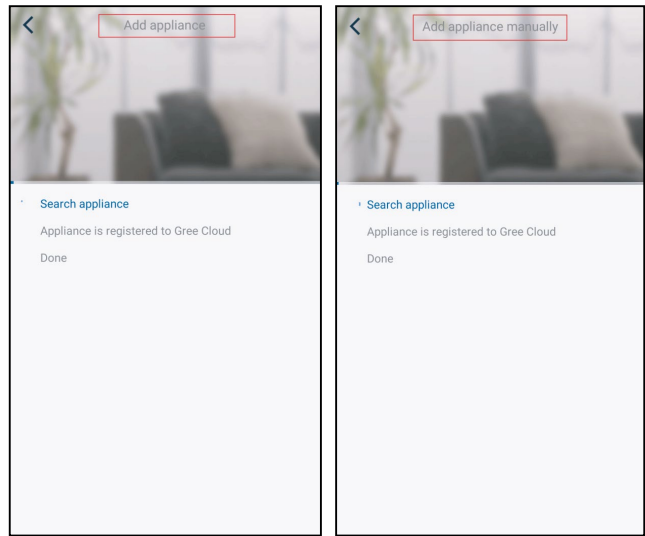 Add appliance
Search appliance
Appliance is registered to Gree Cloud
Done
Add appliance manually
Search appliance
Appliance is registered to Gree Cloud
Done